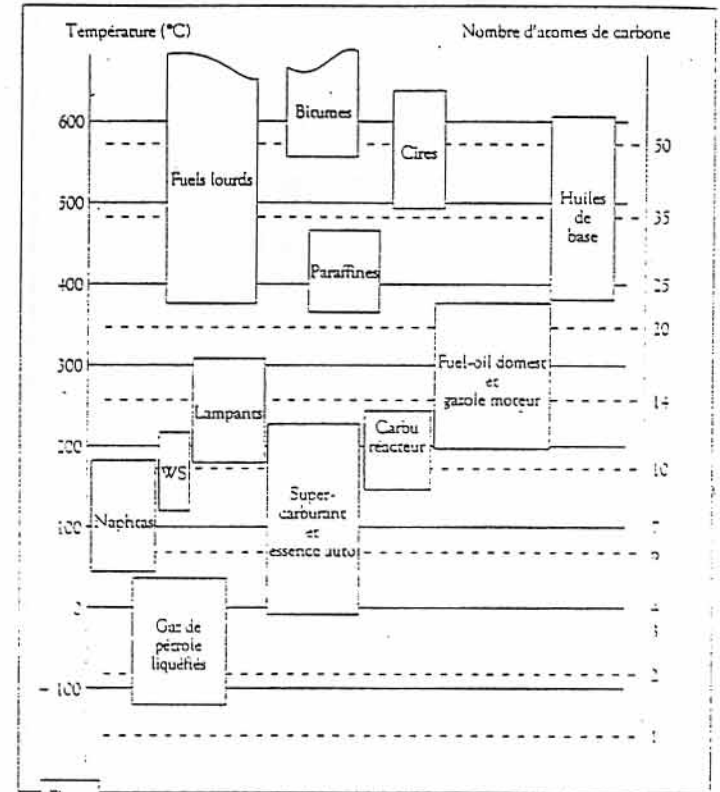 Température (°C)
Nombre d'atomes de carbone
Bitumes
600
Cires
50
Fuels lourds
500
Huiles
de
base
35
Paraffines
400
25
20
300
Fuel-oil domest
et
gazole moteur
Lampants
14
Carbu
réacteur
200
WS
10
Super-
carburant
et
essence auto
Naphtas
100
7
6
0
4
Gaz de
pétrole
liquéfiés
3
2
- 100
1